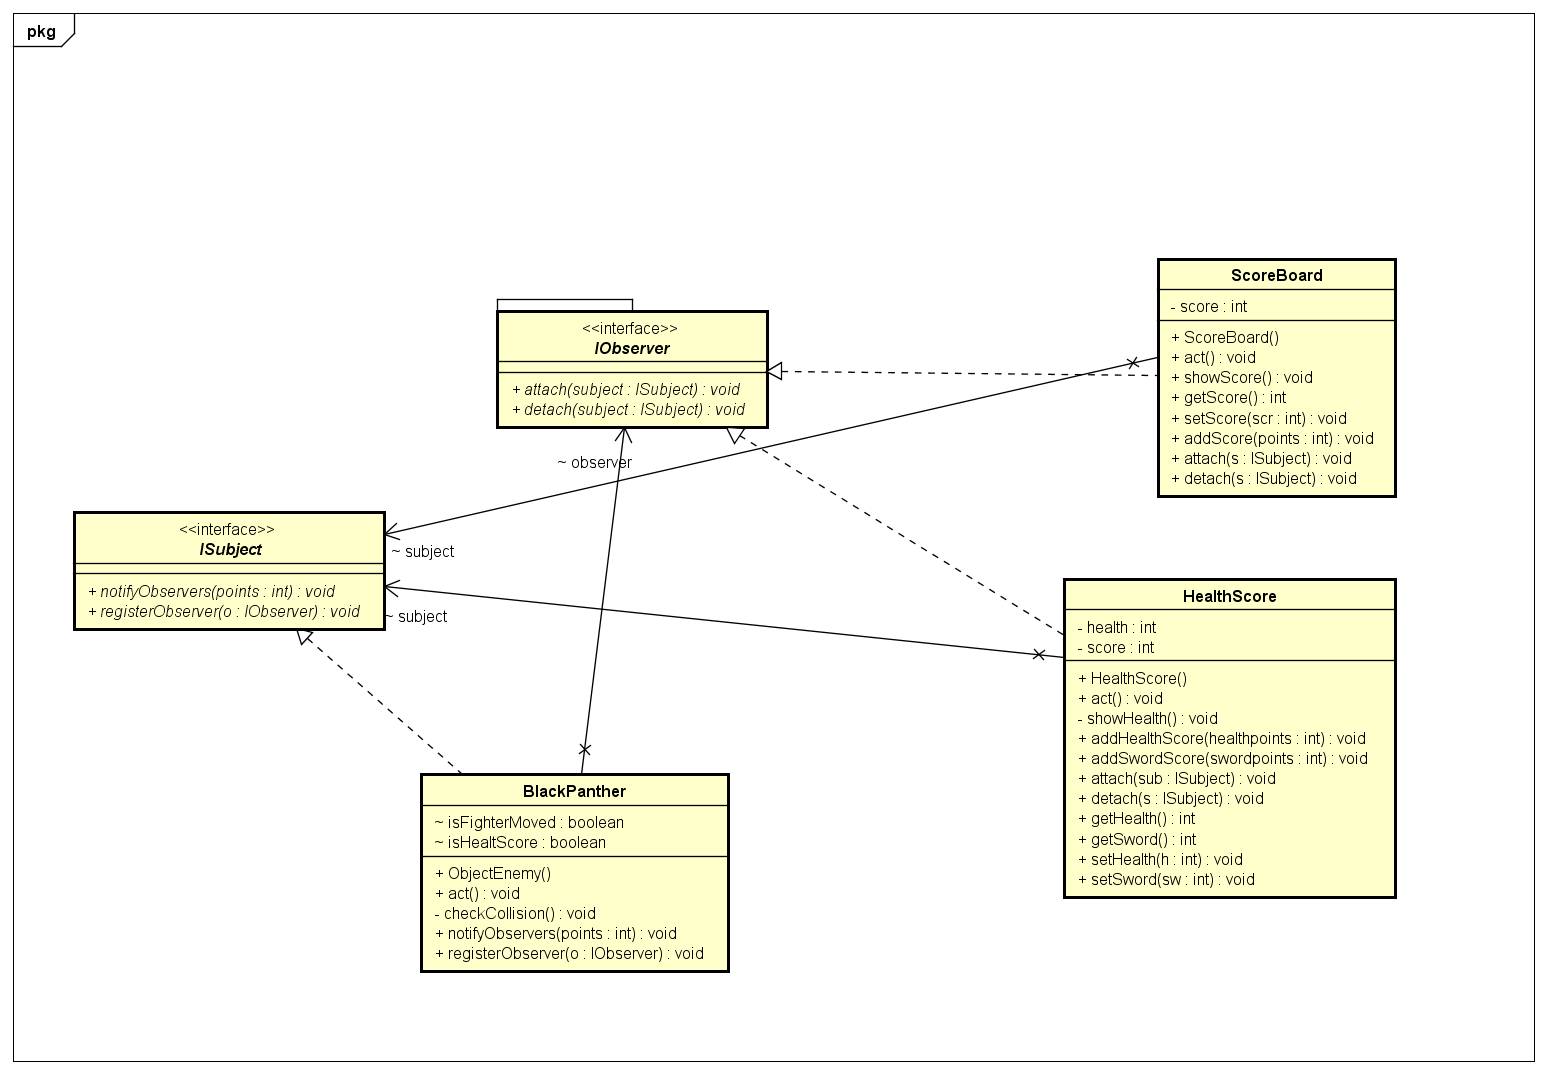 pkg
<<interface>>
IObserver
+ attach(subject : ISubject) : void
+ detach(subject : ISubject) : void
~ observer
ScoreBoard
- score : int
+ ScoreBoard()
+ act() : void
+ showScore() : void
+ getScore() : int
+ setScore(scr : int) : void
+ addScore(points : int) : void
+ attach(s : ISubject) : void
+ detach(s : ISubject) : void
<<interface>>
ISubject
+ notifyObservers(points : int) : void
+ registerObserver(o : IObserver) : void
~ subject
~ subject
HealthScore
- health : int
- score : int
+ HealthScore()
+ act() : void
- showHealth() : void
+ addHealthScore(healthpoints : int) : void
+ addSwordScore(swordpoints : int) : void
+ attach(sub : ISubject) : void
+ detach(s : ISubject) : void
+ getHealth() : int
+ getSword() : int
+ setHealth(h : int) : void
+ setSword(sw : int) : void
BlackPanther
~ isFighterMoved : boolean
~ isHealtScore : boolean
+ ObjectEnemy()
+ act() : void
- checkCollision() : void
+ notifyObservers(points : int) : void
+ registerObserver(o : IObserver) : void